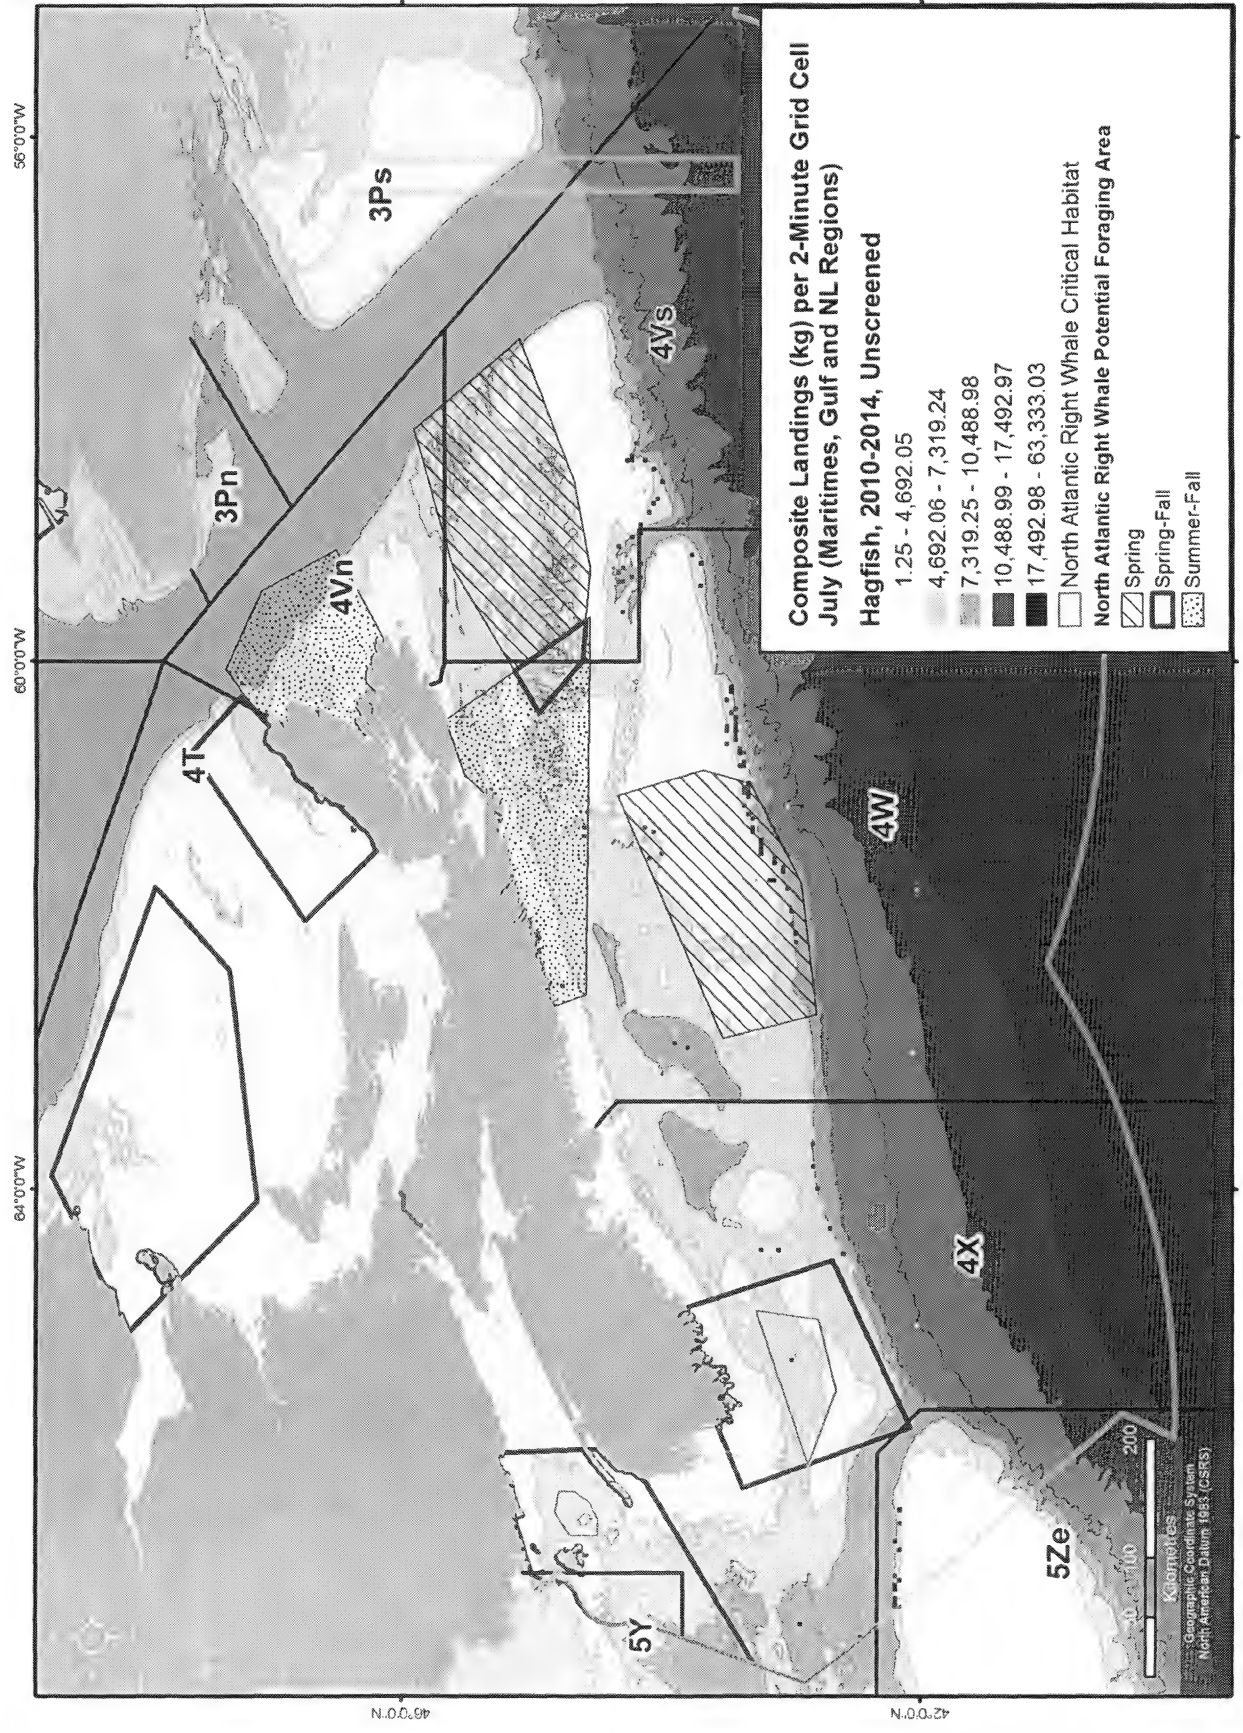 56°0'0"W
60°0'0"W
64°0'0"W
46°0'0"N
42°0'0"N
3Ps
3Pn
4Vs
4Vn
4T
4W
4X
5Y
5Ze
Composite Landings (kg) per 2-Minute Grid Cell
July (Maritimes, Gulf and NL Regions)
Hagfish, 2010-2014, Unscreened
1.25 - 4,692.05
4,692.06 - 7,319.24
7,319.25 - 10,488.98
10,488.99 - 17,492.97
17,492.98 - 63,333.03
North Atlantic Right Whale Critical Habitat
North Atlantic Right Whale Potential Foraging Area
Spring
Spring-Fall
Summer-Fall
0 100 200
Kilometres
Geographic Coordinate System
North American Datum 1983 (CSRS)